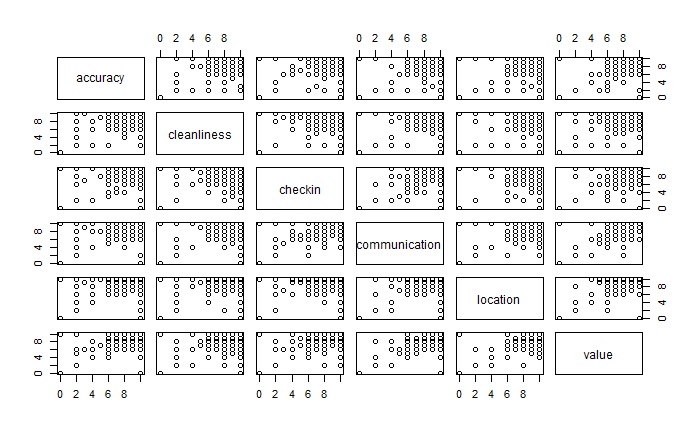 0 2 4 6 8 0 2 4 6 8 0 2 4 6 8
accuracy 0 4 8
0 4 8 cleanliness
checkin 0 4 8
0 4 8 communication
location 0 4 8
0 4 8 value
0 2 4 6 8 0 2 4 6 8 0 2 4 6 8